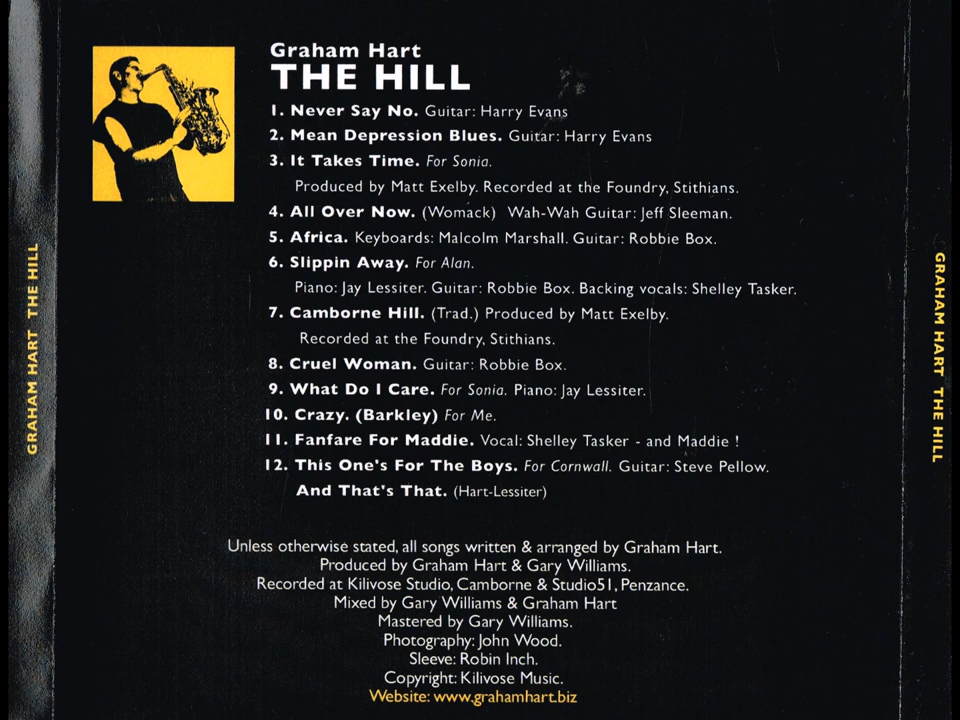 GRAHAM HART THE HILL
Graham Hart
THE HILL
1. Never Say No. Guitar: Harry Evans
2. Mean Depression Blues. Guitar: Harry Evans
3. It Takes Time. For Sonia.
Produced by Matt Exelby. Recorded at the Foundry, Stithians.
4. All Over Now. (Womack) Wah-Wah Guitar: Jeff Sleeman.
5. Africa. Keyboards: Malcolm Marshall. Guitar: Robbie Box.
6. Slippin Away. For Alan.
Piano: Jay Lessiter. Guitar: Robbie Box. Backing vocals: Shelley Tasker.
7. Camborne Hill. (Trad.) Produced by Matt Exelby.
Recorded at the Foundry, Stithians.
8. Cruel Woman. Guitar: Robbie Box.
9. What Do I Care. For Sonia. Piano: Jay Lessiter.
10. Crazy. (Barkley) For Me.
11. Fanfare For Maddie. Vocal: Shelley Tasker - and Maddie !
12. This One's For The Boys. For Cornwall. Guitar: Steve Pellow.
And That's That. (Hart-Lessiter)
Unless otherwise stated, all songs written & arranged by Graham Hart.
Produced by Graham Hart & Gary Williams.
Recorded at Kilivose Studio, Camborne & Studio51, Penzance.
Mixed by Gary Williams & Graham Hart
Mastered by Gary Williams.
Photography: John Wood.
Sleeve: Robin Inch.
Copyright: Kilivose Music.
Website: www.grahamhart.biz
GRAHAM HART THE HILL